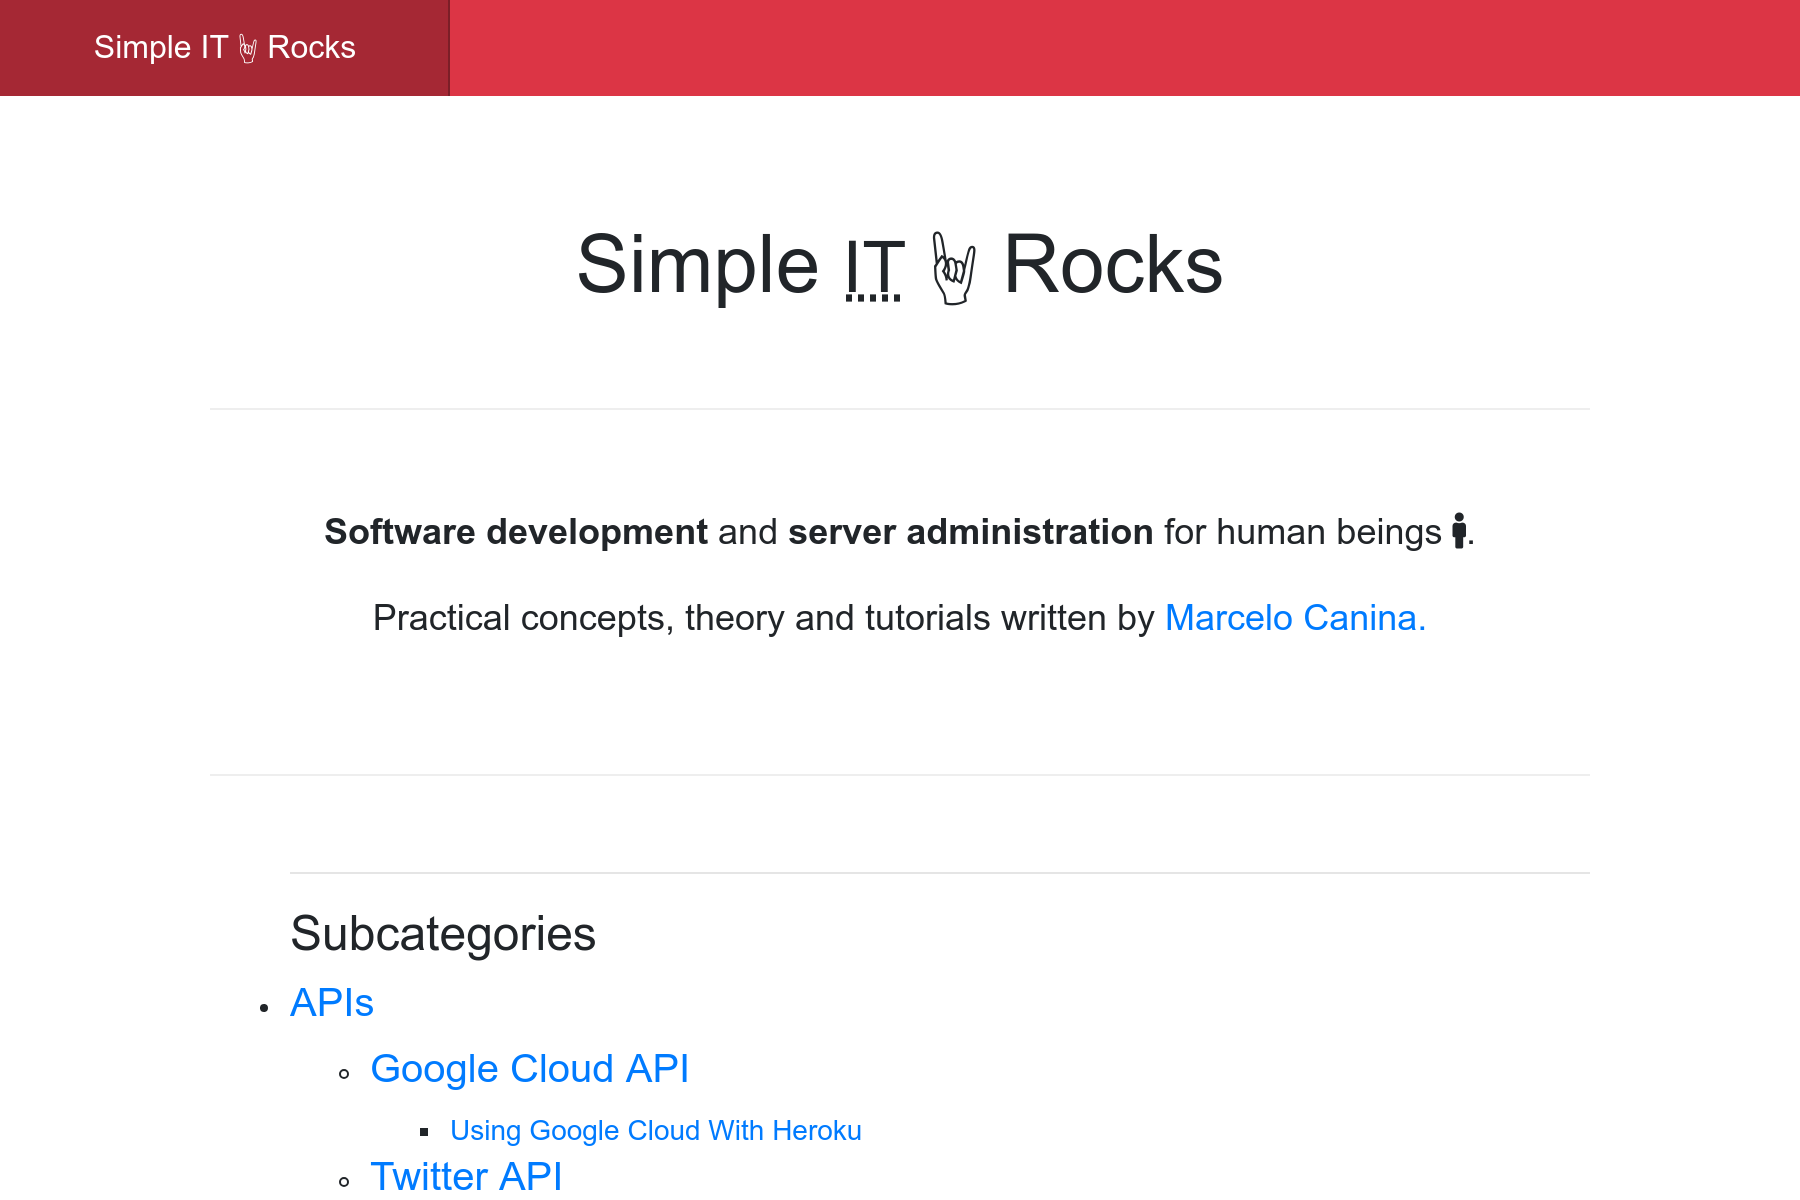 Simple IT 🤘 Rocks
Simple IT 🤘 Rocks
Software development and server administration for human beings .
Practical concepts, theory and tutorials written by Marcelo Canina.
Subcategories
APIs
Google Cloud API
Using Google Cloud With Heroku
Twitter API